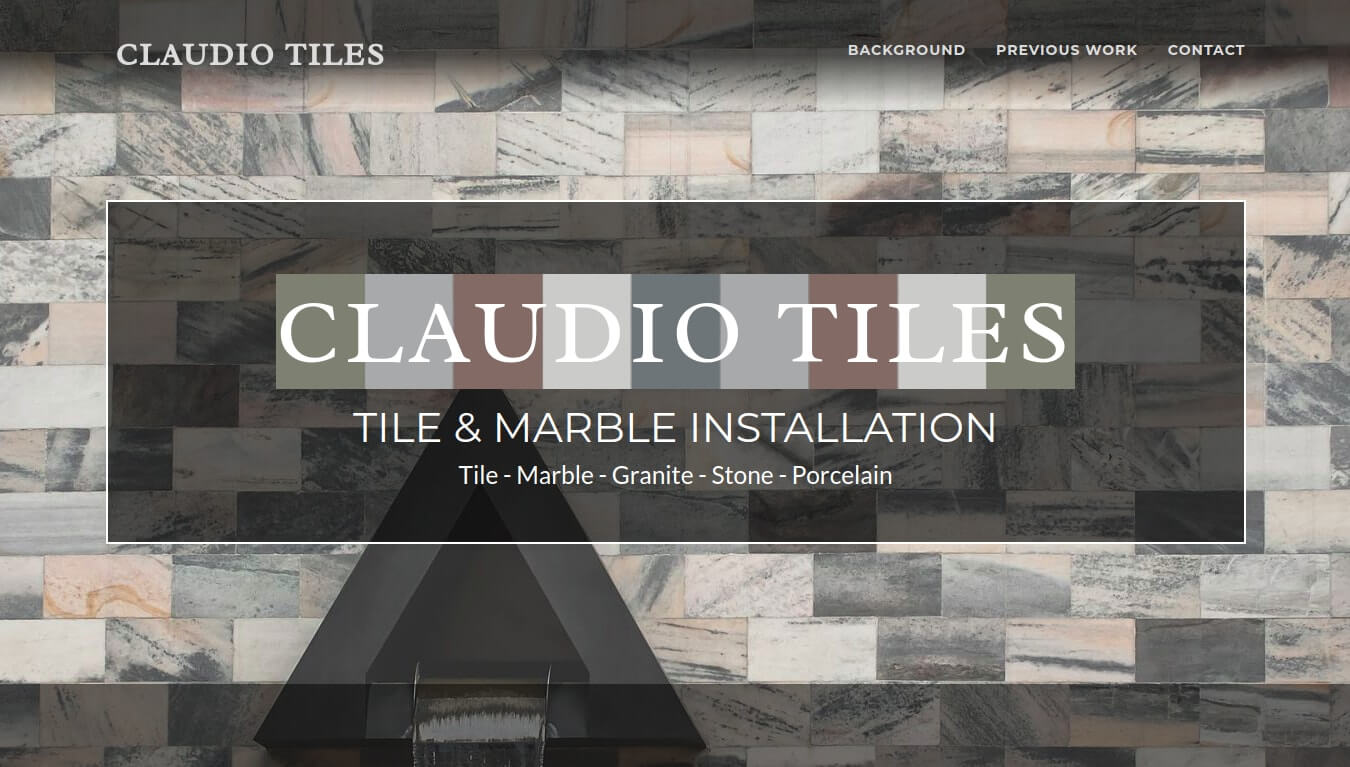 CLAUDIO TILES
BACKGROUND PREVIOUS WORK CONTACT
CLAUDIO TILES
TILE & MARBLE INSTALLATION
Tile - Marble - Granite - Stone - Porcelain